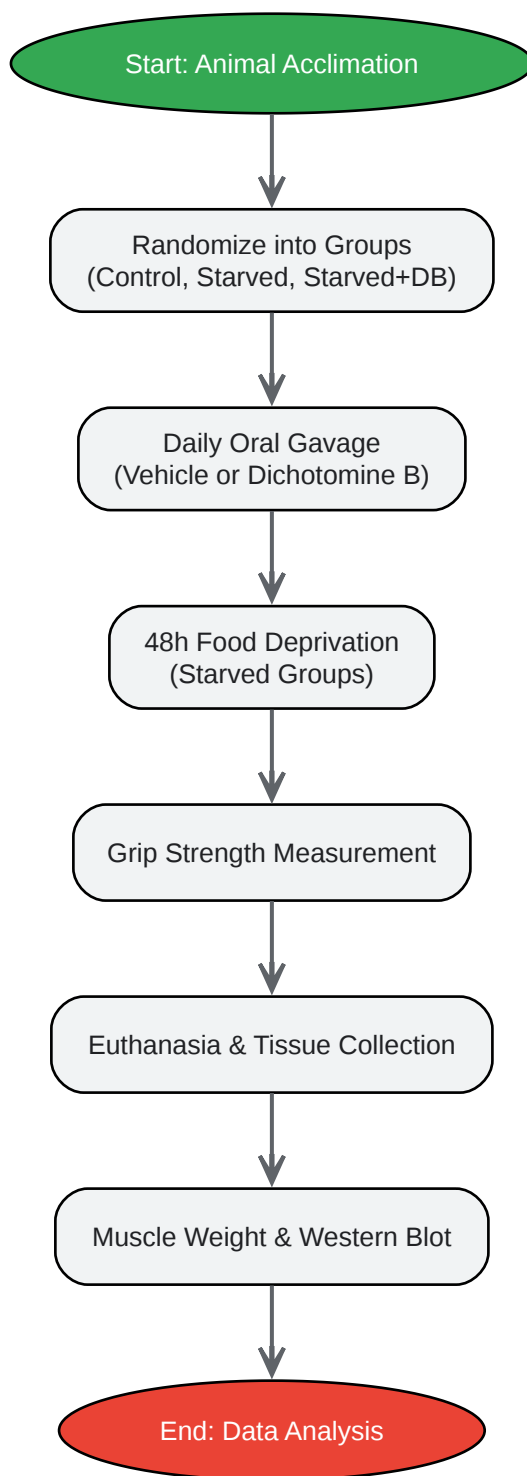 Start: Animal Acclimation
Randomize into Groups
(Control, Starved, Starved+DB)
Daily Oral Gavage
(Vehicle or Dichotomine B)
48h Food Deprivation
(Starved Groups)
Grip Strength Measurement
Euthanasia & Tissue Collection
Muscle Weight & Western Blot
End: Data Analysis